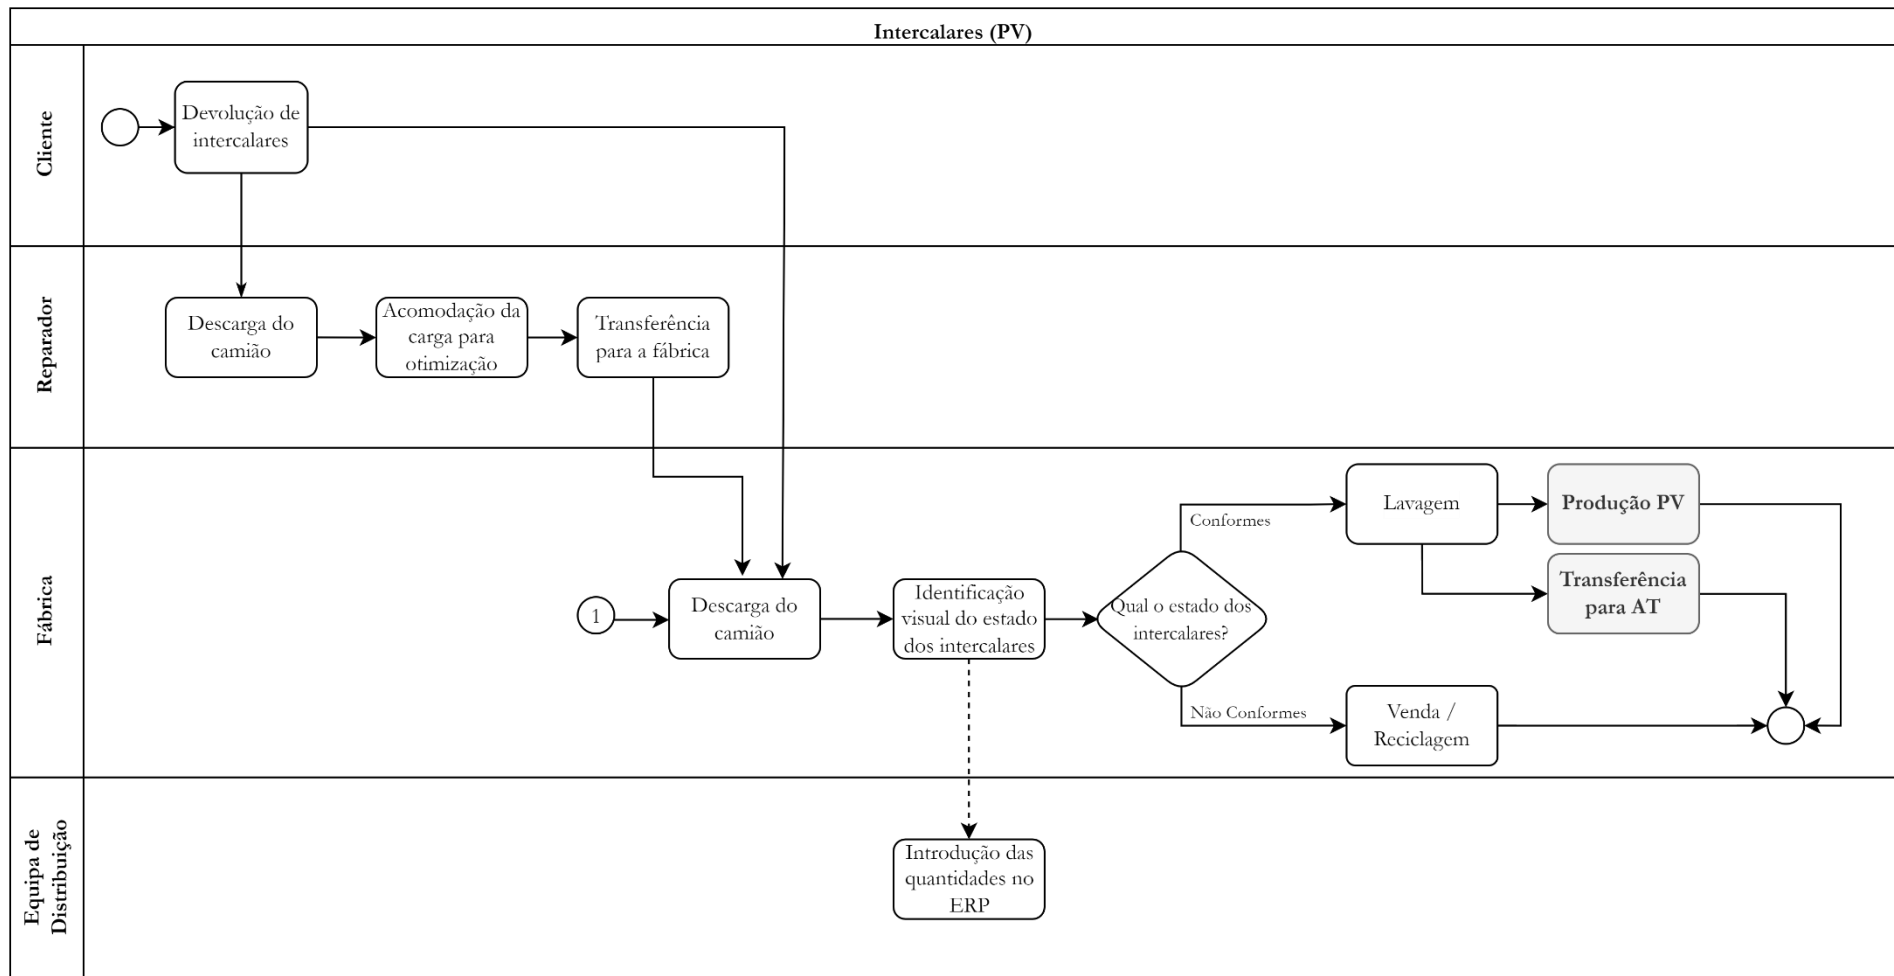 Intercalares (PV)
Cliente
Devolução de
intercalares
Reparador
Descarga do
camião
Acomodação da
carga para
otimização
Transferência
para a fábrica
Fábrica
1
Descarga do
camião
Identificação
visual do estado
dos intercalares
Qual o estado dos
intercalares?
Conformes
Lavagem
Produção PV
Transferência
para AT
Não Conformes
Venda /
Reciclagem
Equipa de
Distribuição
Introdução das
quantidades no
ERP